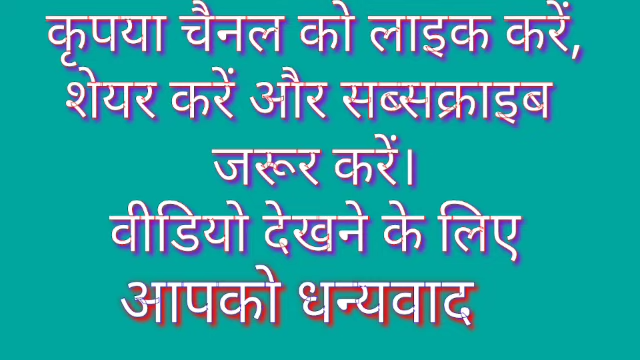 कृपया चैनल को लाइक करें,
शेयर करें और सब्सक्राइब
जरूर करें।
वीडियो देखने के लिए
आपको धन्यवाद